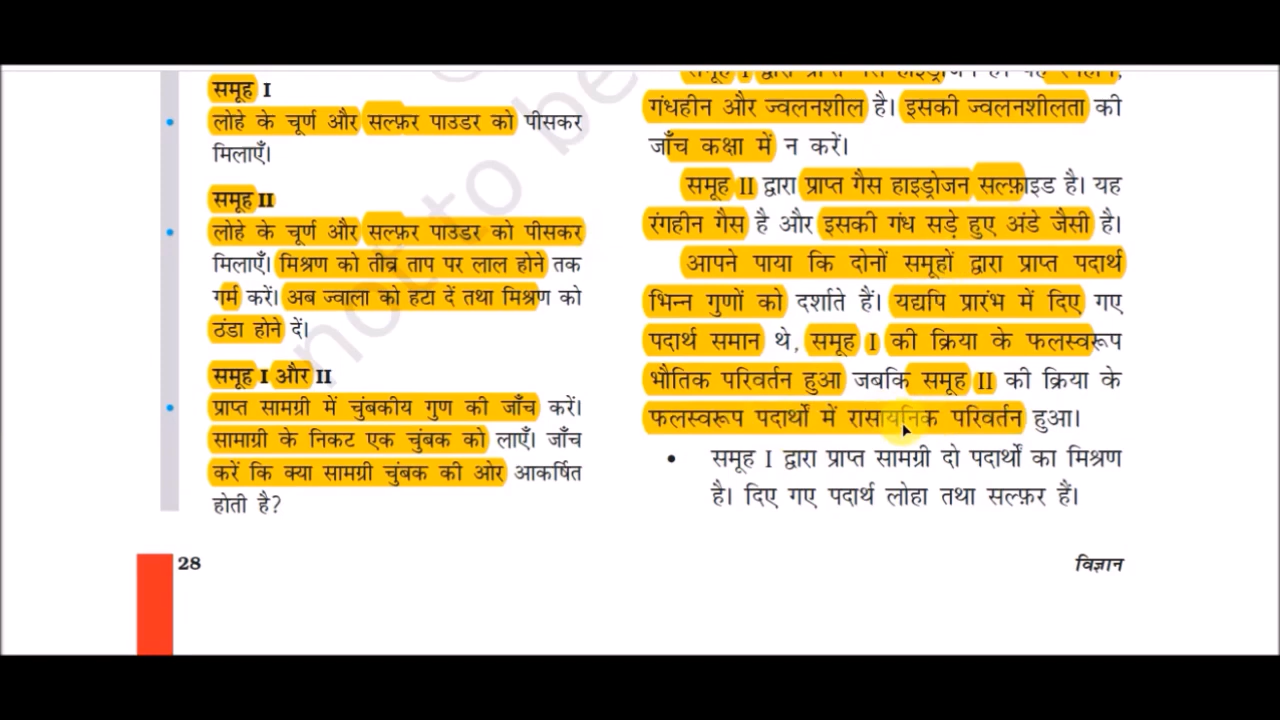 समूह I
लोहे के चूर्ण और सल्फ़र पाउडर को पीसकर
मिलाएँ।
समूह II
लोहे के चूर्ण और सल्फ़र पाउडर को पीसकर
मिलाएँ। मिश्रण को तीव्र ताप पर लाल होने तक
गर्म करें। अब ज्वाला को हटा दें तथा मिश्रण को
ठंडा होने दें।
समूह I और II
प्राप्त सामग्री में चुंबकीय गुण की जाँच करें।
सामाग्री के निकट एक चुंबक को लाएँ। जाँच
करें कि क्या सामग्री चुंबक की ओर आकर्षित
होती है?
गंधहीन और ज्वलनशील है। इसकी ज्वलनशीलता की
जाँच कक्षा में न करें।
समूह II द्वारा प्राप्त गैस हाइड्रोजन सल्फ़ाइड है। यह
रंगहीन गैस है और इसकी गंध सड़े हुए अंडे जैसी है।
आपने पाया कि दोनों समूहों द्वारा प्राप्त पदार्थ
भिन्न गुणों को दर्शाते हैं। यद्यपि प्रारंभ में दिए गए
पदार्थ समान थे, समूह I की क्रिया के फलस्वरूप
भौतिक परिवर्तन हुआ जबकि समूह II की क्रिया के
फलस्वरूप पदार्थों में रासायनिक परिवर्तन हुआ।
• समूह I द्वारा प्राप्त सामग्री दो पदार्थों का मिश्रण
है। दिए गए पदार्थ लोहा तथा सल्फ़र हैं।
28
विज्ञान
not to be